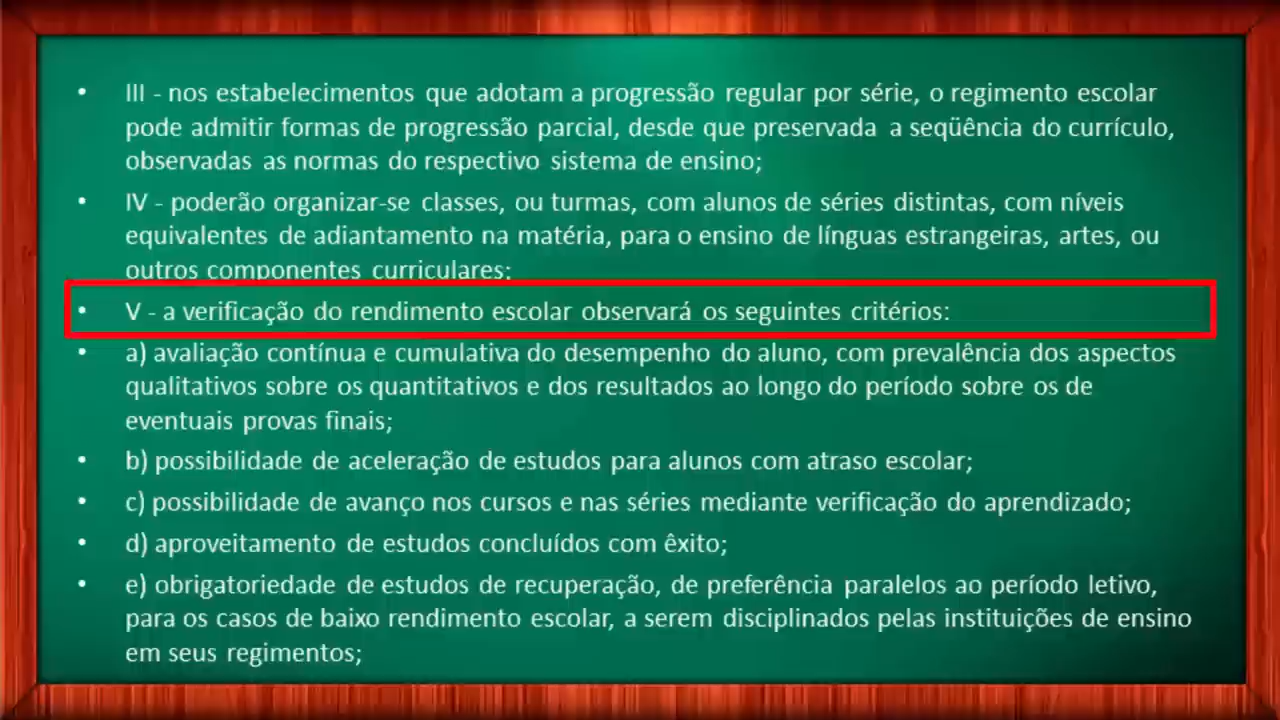 • III - nos estabelecimentos que adotam a progressão regular por série, o regimento escolar
pode admitir formas de progressão parcial, desde que preservada a seqüência do currículo,
observadas as normas do respectivo sistema de ensino;
• IV - poderão organizar-se classes, ou turmas, com alunos de séries distintas, com níveis
equivalentes de adiantamento na matéria, para o ensino de línguas estrangeiras, artes, ou
outros componentes curriculares;
• V - a verificação do rendimento escolar observará os seguintes critérios:
• a) avaliação contínua e cumulativa do desempenho do aluno, com prevalência dos aspectos
qualitativos sobre os quantitativos e dos resultados ao longo do período sobre os de
eventuais provas finais;
• b) possibilidade de aceleração de estudos para alunos com atraso escolar;
• c) possibilidade de avanço nos cursos e nas séries mediante verificação do aprendizado;
• d) aproveitamento de estudos concluídos com êxito;
• e) obrigatoriedade de estudos de recuperação, de preferência paralelos ao período letivo,
para os casos de baixo rendimento escolar, a serem disciplinados pelas instituições de ensino
em seus regimentos;